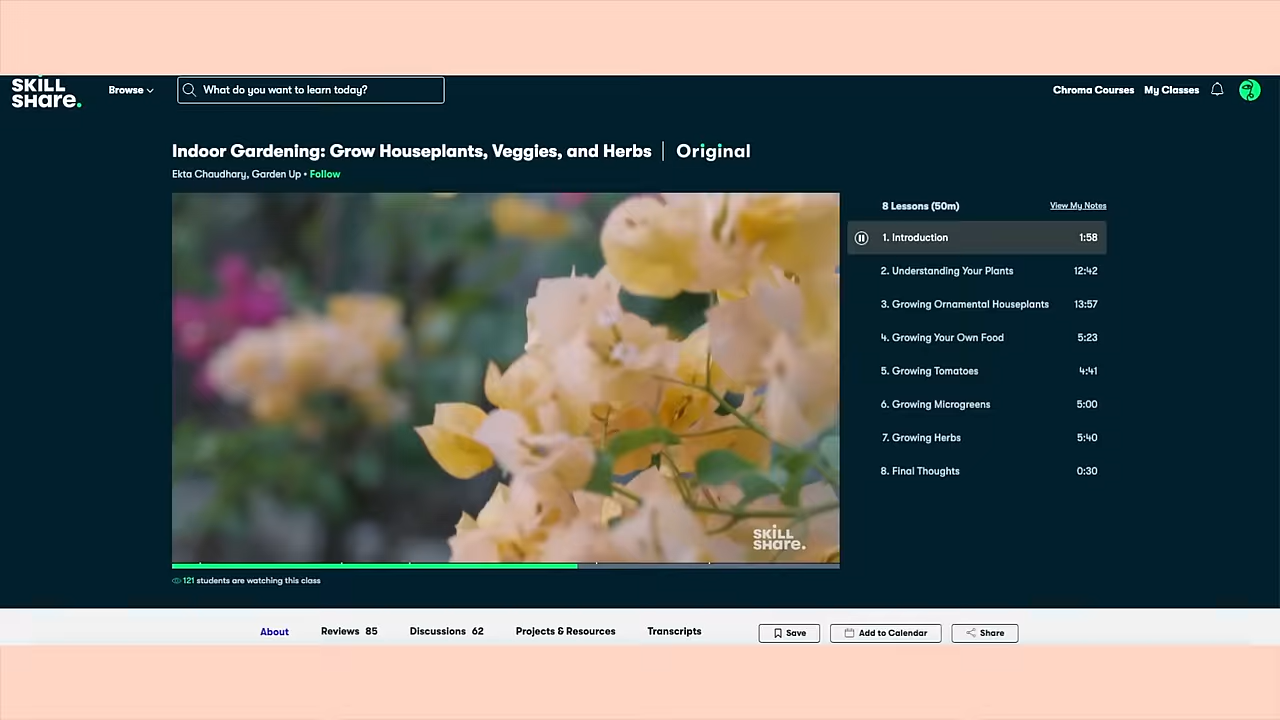 SKILL
SHare.
Browse
What do you want to learn today?
Chroma Courses
My Classes
Indoor Gardening: Grow Houseplants, Veggies, and Herbs | Original
Ekta Chaudhary, Garden Up • Follow
8 Lessons (50m)
View My Notes
1. Introduction 1:58
2. Understanding Your Plants 12:42
3. Growing Ornamental Houseplants 13:57
4. Growing Your Own Food 5:23
5. Growing Tomatoes 4:41
6. Growing Microgreens 5:00
7. Growing Herbs 5:40
8. Final Thoughts 0:30
SKILL
SHare.
121 students are watching this class
About
Reviews 85
Discussions 62
Projects & Resources
Transcripts
Save
Add to Calendar
Share